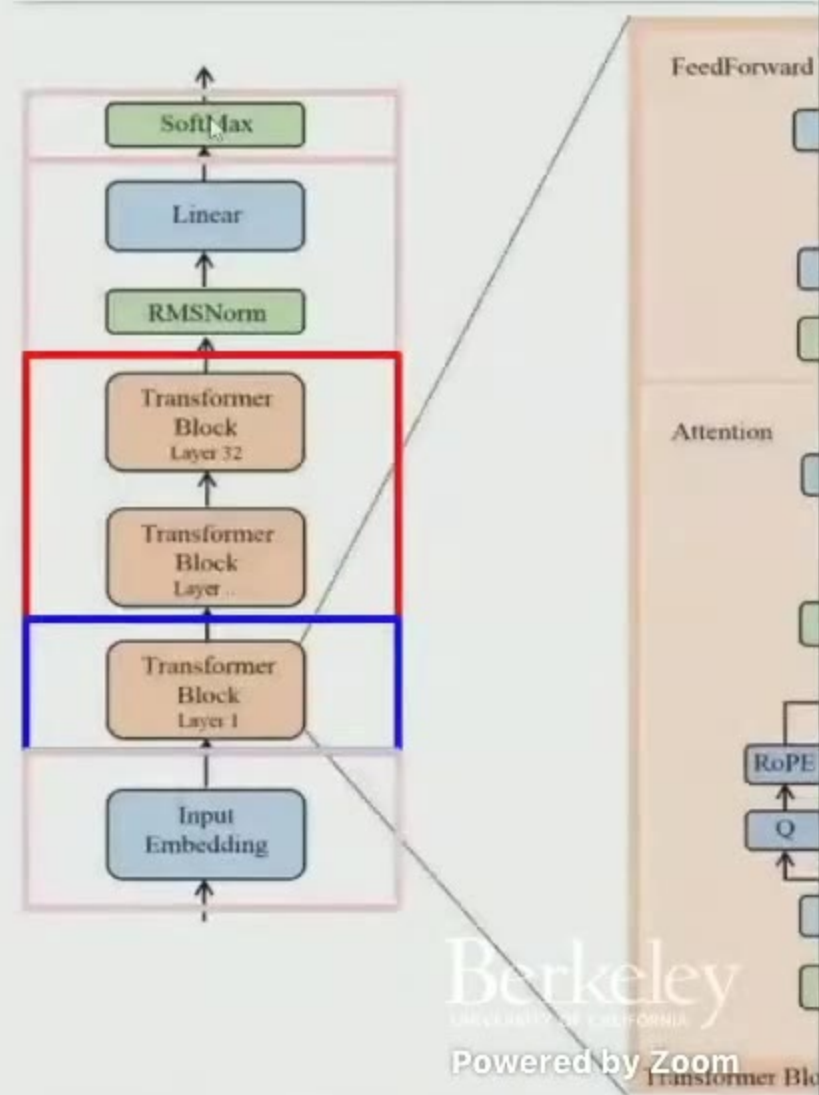 SoftMax
Linear
RMSNorm
Transformer
Block
Layer 32
Transformer
Block
Layer ..
Transformer
Block
Layer 1
Input
Embedding
FeedForward
Attention
RoPE
Q
Berkeley
UNIVERSITY OF CALIFORNIA
Powered by Zoom
Transformer Blo